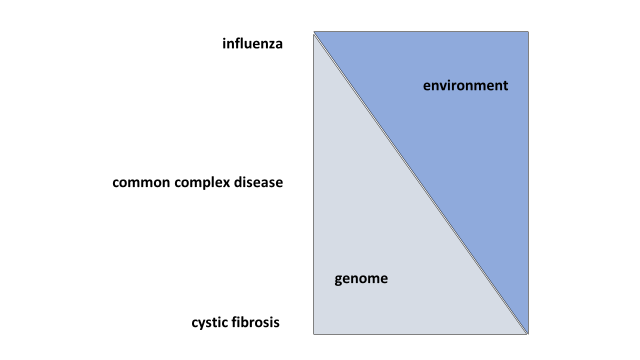 influenza
environment
common complex disease
genome
cystic fibrosis